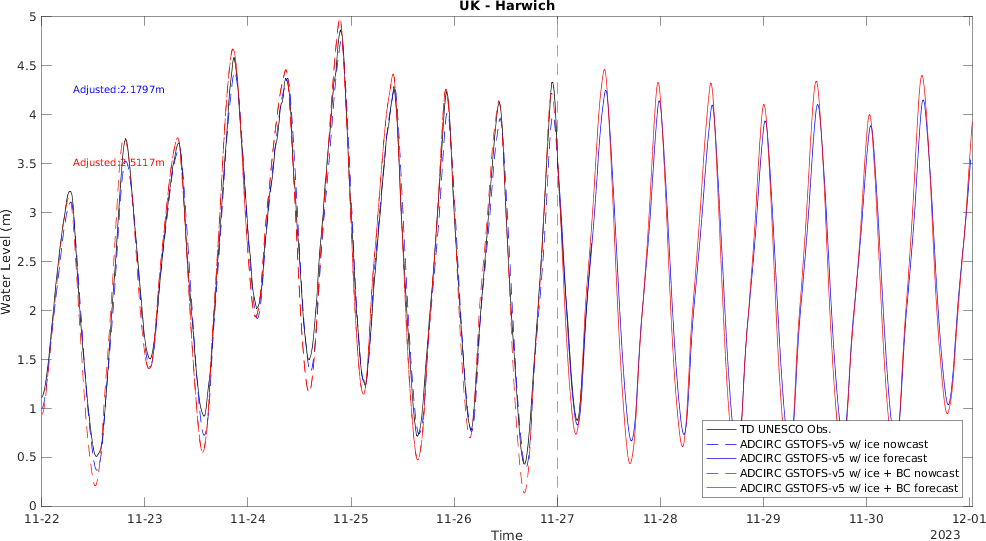 UK - Harwich
5
4.5
4
3.5
3
2.5
2
1.5
1
0.5
0
Water Level (m)
Adjusted:2.1797m
Adjusted:2.5117m
TD UNESCO Obs.
ADCIRC GSTOFS-v5 w/ ice nowcast
ADCIRC GSTOFS-v5 w/ ice forecast
ADCIRC GSTOFS-v5 w/ ice + BC nowcast
ADCIRC GSTOFS-v5 w/ ice + BC forecast
11-22 11-23 11-24 11-25 11-26 11-27 11-28 11-29 11-30 12-01
Time
2023